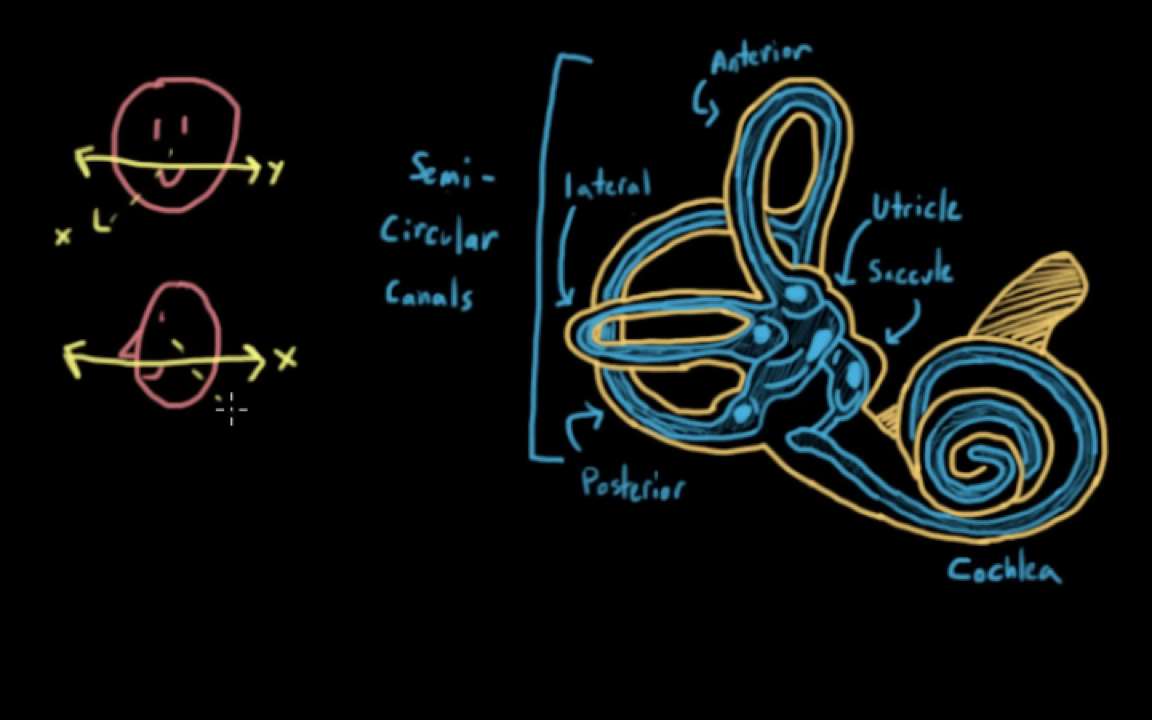 Anterior
Semi-
Circular
Canals
lateral
Utricle
Saccule
Posterior
Cochlea
Y
X
X